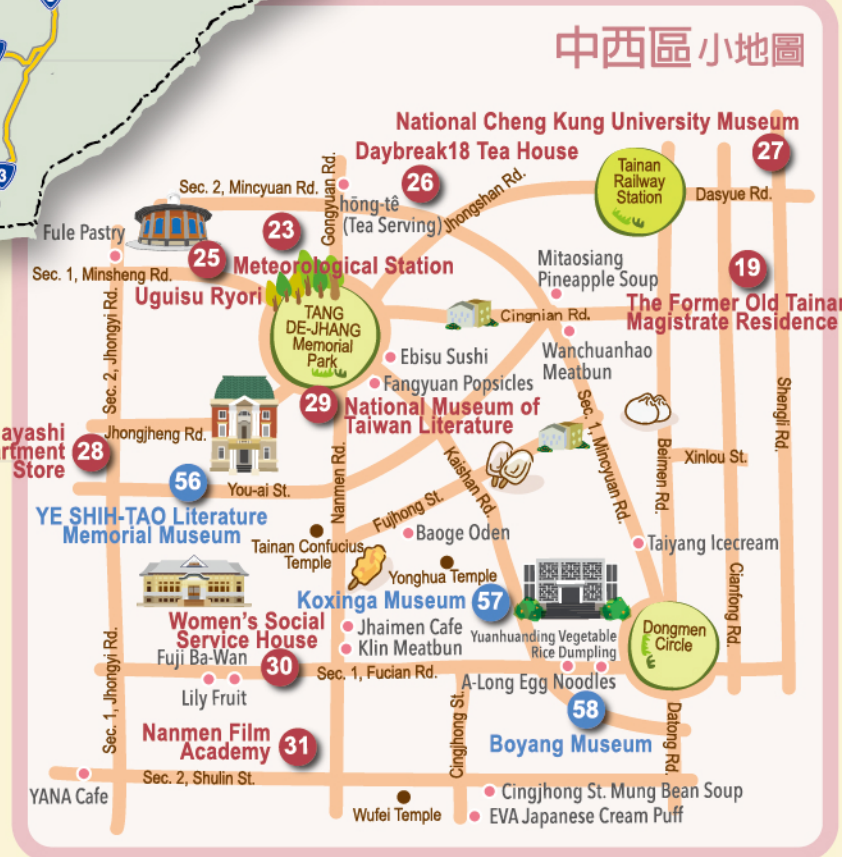 中西區小地圖
3
National Cheng Kung University Museum
27
Daybreak18 Tea House
26
Tainan
Railway
Station
Dasyue Rd.
Sec. 2, Mincyuan Rd.
Gongyuan Rd.
hōng-tê
(Tea Serving)
Jhongshan Rd.
Fule Pastry
23
25
Meteorological Station
Sec. 1, Minsheng Rd.
Uguisu Ryori
Mitaosiang
Pineapple Soup
19
The Former Old Tainan
Magistrate Residence
TANG
DE-JHANG
Memorial
Park
Cingnian Rd.
Sec. 2, Jhongyi Rd.
Ebisu Sushi
Wanchuanhao
Meatbun
Fangyuan Popsicles
29
National Museum of
Taiwan Literature
Sec. 1, Mincyuan Rd.
Shengli Rd.
ayashi
artment
Store
28
Jhongjheng Rd.
Nanmen Rd.
Kaishan Rd.
Beimen Rd.
Xinlou St.
56
You-ai St.
YE SHIH-TAO Literature
Memorial Museum
Fujhong St.
Baoge Oden
Tainan Confucius
Temple
Taiyang Icecream
Yonghua Temple
Cianfong Rd.
Koxinga Museum
57
Women's Social
Service House
Jhaimen Cafe
Klin Meatbun
Yuanhuanding Vegetable
Rice Dumpling
Dongmen
Circle
Fuji Ba-Wan
30
Sec. 1, Fucian Rd.
Lily Fruit
A-Long Egg Noodles
Sec. 1, Jhongyi Rd.
58
Boyang Museum
Nanmen Film
Academy
31
Cingjhong St.
Datong Rd.
Sec. 2, Shulin St.
YANA Cafe
Wufei Temple
Cingjhong St. Mung Bean Soup
EVA Japanese Cream Puff